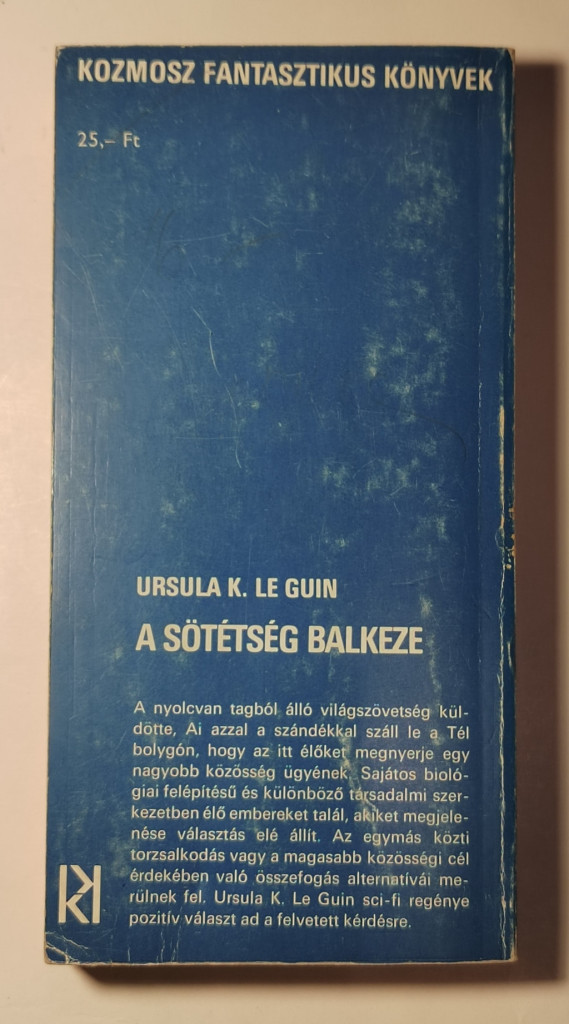 KOZMOSZ FANTASZTIKUS KÖNYVEK
25,– Ft
URSULA K. LE GUIN
A SÖTÉTSÉG BALKEZE
A nyolcvan tagból álló világszövetség kül-
dötte, Ai azzal a szándékkal száll le a Tél
bolygón, hogy az itt élőket megnyerje egy
nagyobb közösség ügyének. Sajátos bioló-
giai felépítésű és különböző társadalmi szer-
kezetben élő embereket talál, akiket megjele-
nése választás elé állít. Az egymás közti
torzsalkodás vagy a magasabb közösségi cél
érdekében való összefogás alternatívái me-
rülnek fel. Ursula K. Le Guin sci-fi regénye
pozitív választ ad a felvetett kérdésre.